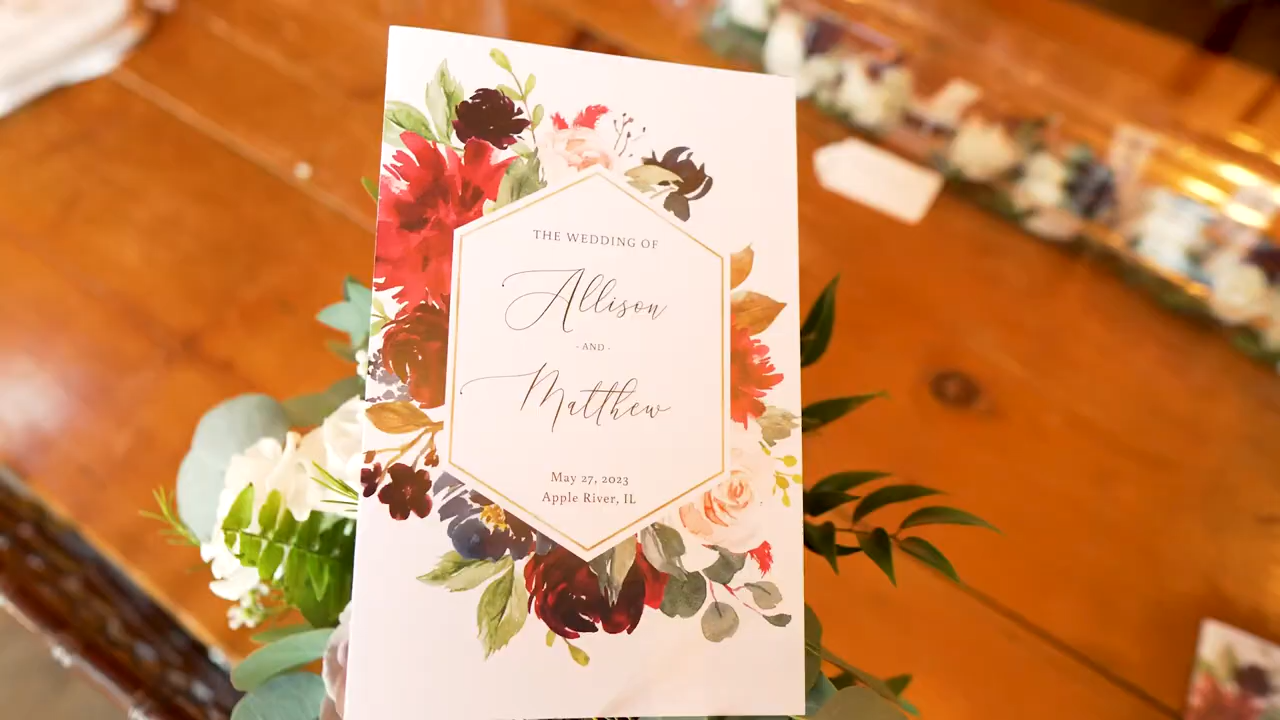 THE WEDDING OF
Allison
- AND -
Matthew
May 27, 2023
Apple River, IL